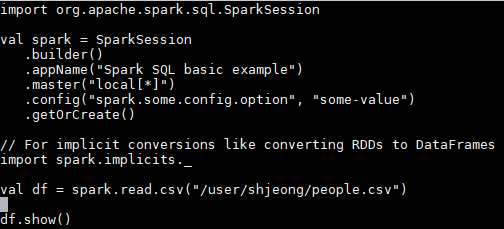 import org.apache.spark.sql.SparkSession
val spark = SparkSession
.builder()
.appName("Spark SQL basic example")
.master("local[*]")
.config("spark.some.config.option", "some-value")
.getOrCreate()
// For implicit conversions like converting RDDs to DataFrames
import spark.implicits._
val df = spark.read.csv("/user/shjeong/people.csv")
df.show()